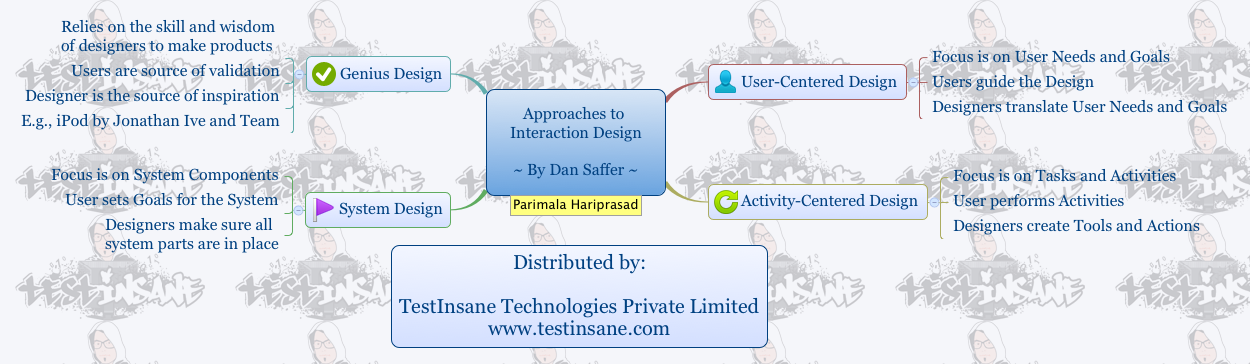 Approaches to
Interaction Design
~ By Dan Saffer ~
Parimala Hariprasad
Genius Design
Relies on the skill and wisdom
of designers to make products
Users are source of validation
Designer is the source of inspiration
E.g., iPod by Jonathan Ive and Team
System Design
Focus is on System Components
User sets Goals for the System
Designers make sure all
system parts are in place
User-Centered Design
Focus is on User Needs and Goals
Users guide the Design
Designers translate User Needs and Goals
Activity-Centered Design
Focus is on Tasks and Activities
User performs Activities
Designers create Tools and Actions
Distributed by:
TestInsane Technologies Private Limited
www.testinsane.com
TESTINSANE